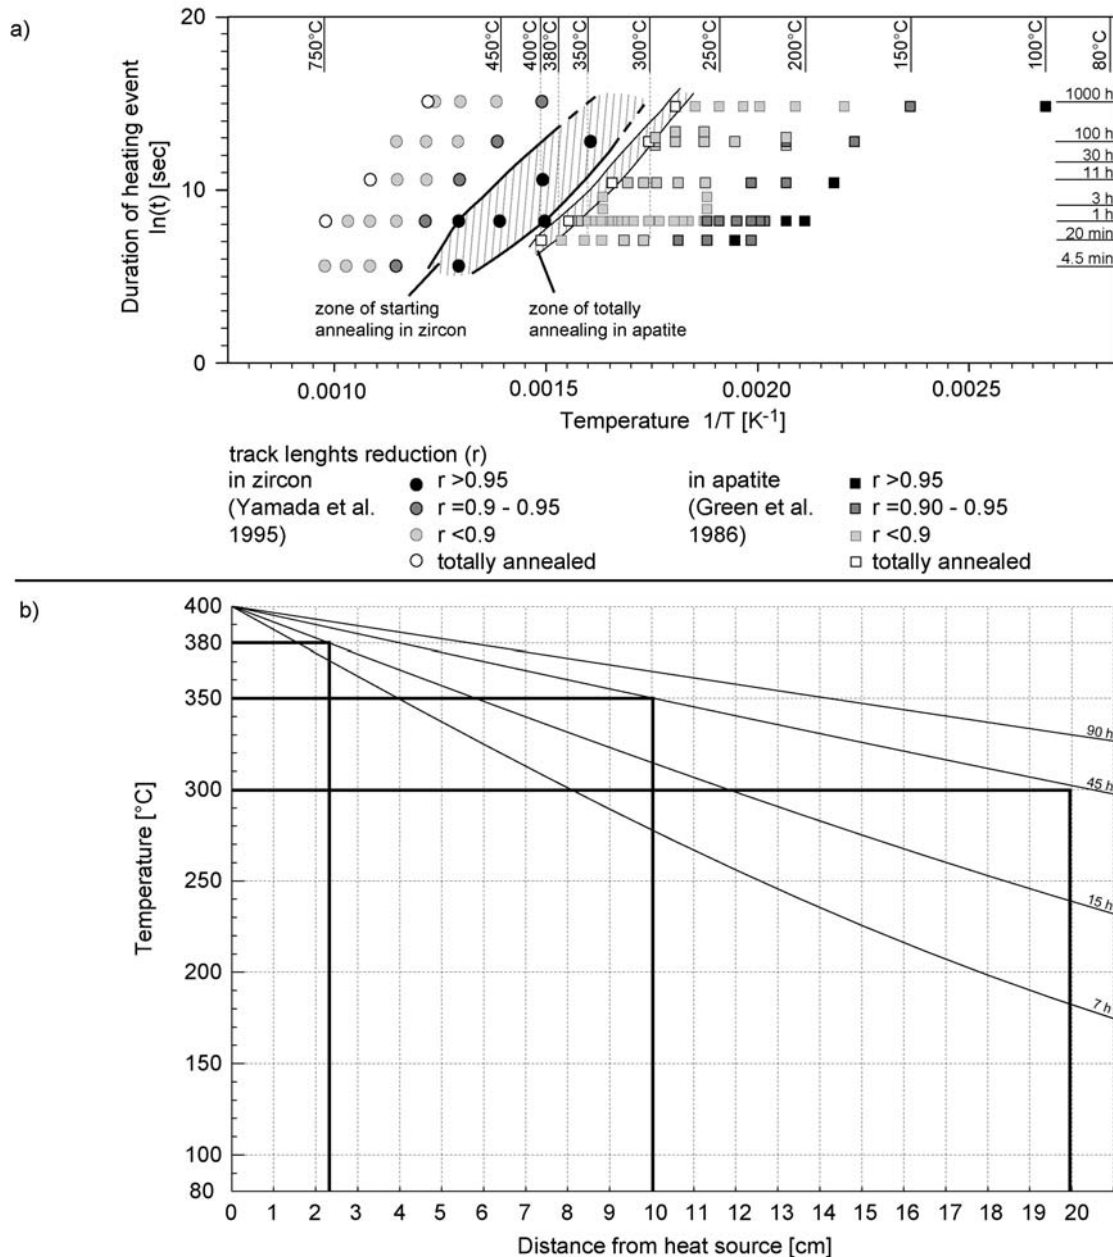 a)
20
10
0
Duration of heating event
ln(t) [sec]
750°C
450°C
400°C
380°C
350°C
300°C
250°C
200°C
150°C
100°C
80°C
1000 h
100 h
30 h
11 h
3 h
1 h
20 min
4.5 min
zone of starting
annealing in zircon
zone of totally
annealing in apatite
0.0010
0.0015
0.0020
0.0025
Temperature 1/T [K-1]
track lenghts reduction (r)
in zircon
(Yamada et al.
1995)
r >0.95
r =0.9 - 0.95
r <0.9
totally annealed
in apatite
(Green et al.
1986)
r >0.95
r =0.90 - 0.95
r <0.9
totally annealed
b)
400
380
350
300
250
200
150
100
80
Temperature [°C]
90 h
45 h
15 h
7 h
0 1 2 3 4 5 6 7 8 9 10 11 12 13 14 15 16 17 18 19 20
Distance from heat source [cm]